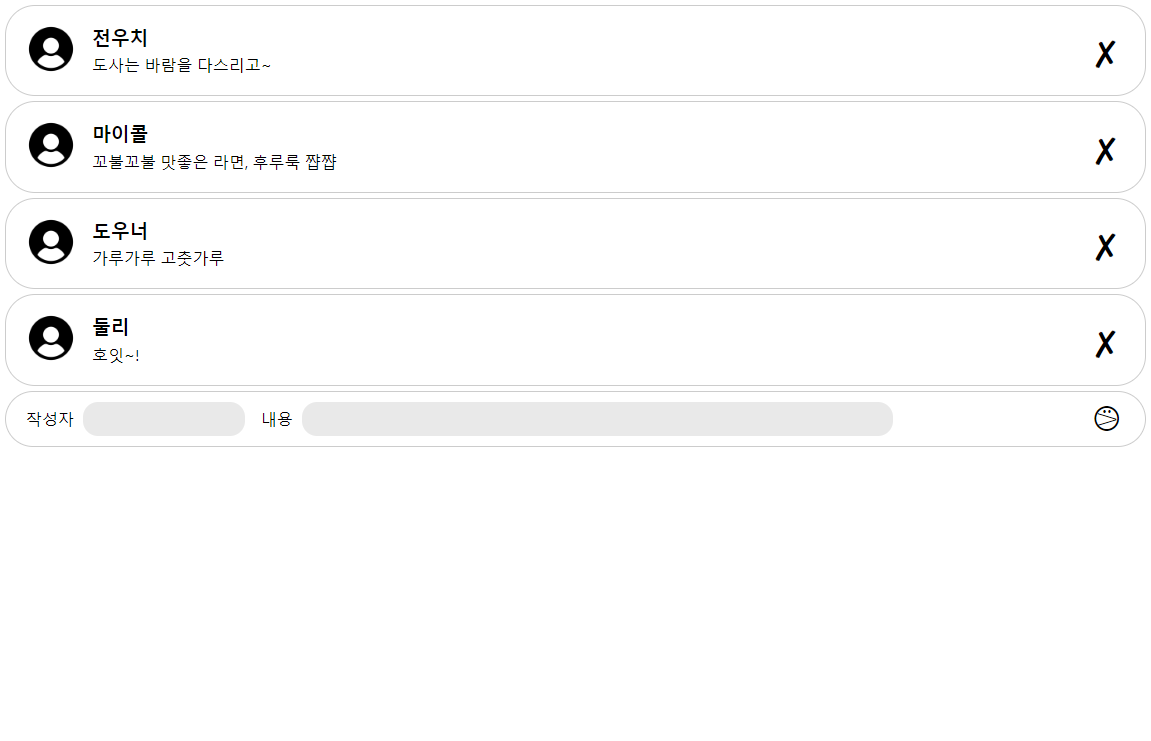 전우치
도사는 바람을 다스리고~
✗
마이콜
꼬불꼬불 맛좋은 라면, 후루룩 쨥쨥
✗
도우너
가루가루 고춧가루
✗
둘리
호잇~!
✗
작성자 내용